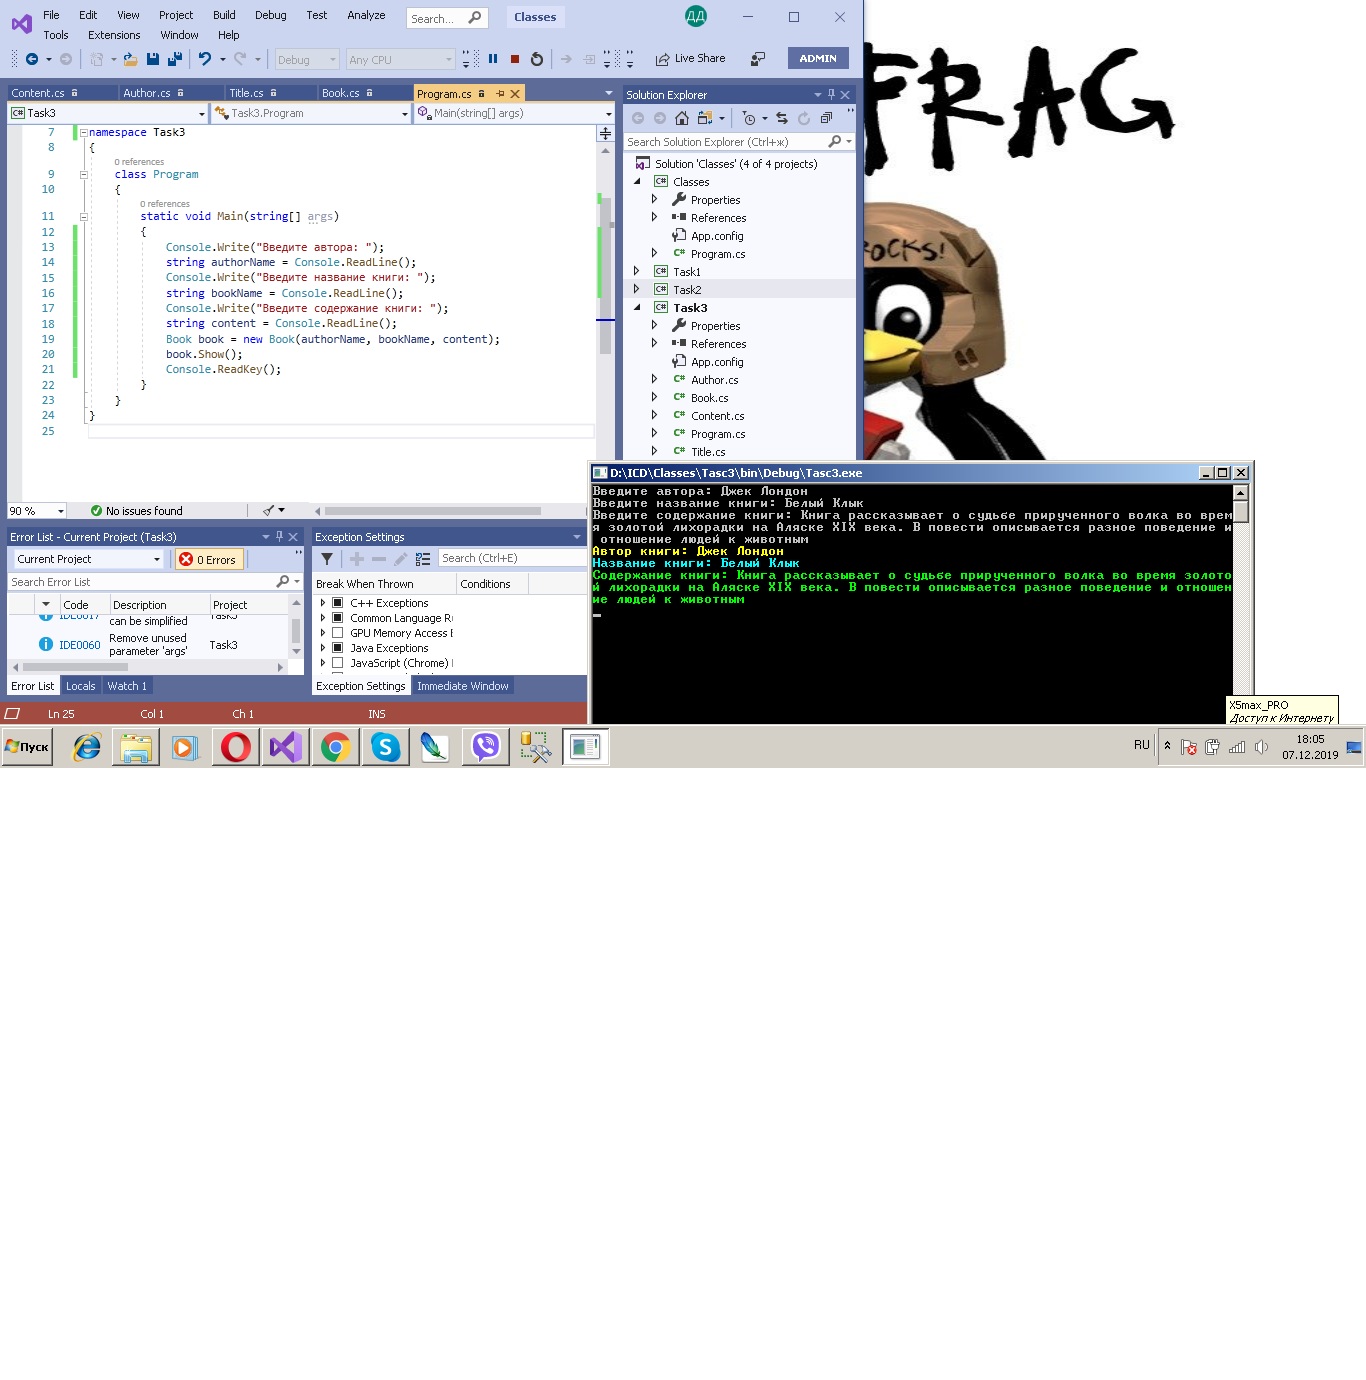 File Edit View Project Build Debug Test Analyze
Search...
Classes
ДД
Tools Extensions Window Help
Debug
Any CPU
Live Share
ADMIN
Content.cs Author.cs Title.cs Book.cs Program.cs
Task3 Task3.Program Main(string[] args)
7 namespace Task3
8 {
0 references
9 class Program
10 {
0 references
11 static void Main(string[] args)
12 {
13 Console.Write("Введите автора: ");
14 string authorName = Console.ReadLine();
15 Console.Write("Введите название книги: ");
16 string bookName = Console.ReadLine();
17 Console.Write("Введите содержание книги: ");
18 string content = Console.ReadLine();
19 Book book = new Book(authorName, bookName, content);
20 book.Show();
21 Console.ReadKey();
22 }
23 }
24 }
25
90 % No issues found
Solution Explorer
Search Solution Explorer (Ctrl+ж)
Solution 'Classes' (4 of 4 projects)
Classes
Properties
References
App.config
Program.cs
Task1
Task2
Task3
Properties
References
App.config
Author.cs
Book.cs
Content.cs
Program.cs
Title.cs
FRAG
ROCKS!
Error List - Current Project (Task3)
Current Project
0 Errors
Search Error List
Code Description Project
IDE0017 can be simplified Task3
IDE0060 Remove unused parameter 'args' Task3
Error List Locals Watch 1
Exception Settings
Search (Ctrl+E)
Break When Thrown Conditions
C++ Exceptions
Common Language Ru
GPU Memory Access E
Java Exceptions
JavaScript (Chrome)
Exception Settings Immediate Window
Ln 25 Col 1 Ch 1 INS
D:\ICD\Classes\Tasc3\bin\Debug\Tasc3.exe
Введите автора: Джек Лондон
Введите название книги: Белый Клык
Введите содержание книги: Книга рассказывает о судьбе прирученного волка во врем
я золотой лихорадки на Аляске XIX века. В повести описывается разное поведение и
отношение людей к животным
Автор книги: Джек Лондон
Название книги: Белый Клык
Содержание книги: Книга рассказывает о судьбе прирученного волка во время золото
й лихорадки на Аляске XIX века. В повести описывается разное поведение и отношен
ие людей к животным
X5max_PRO
Доступ к Интернету
Пуск
RU
18:05
07.12.2019